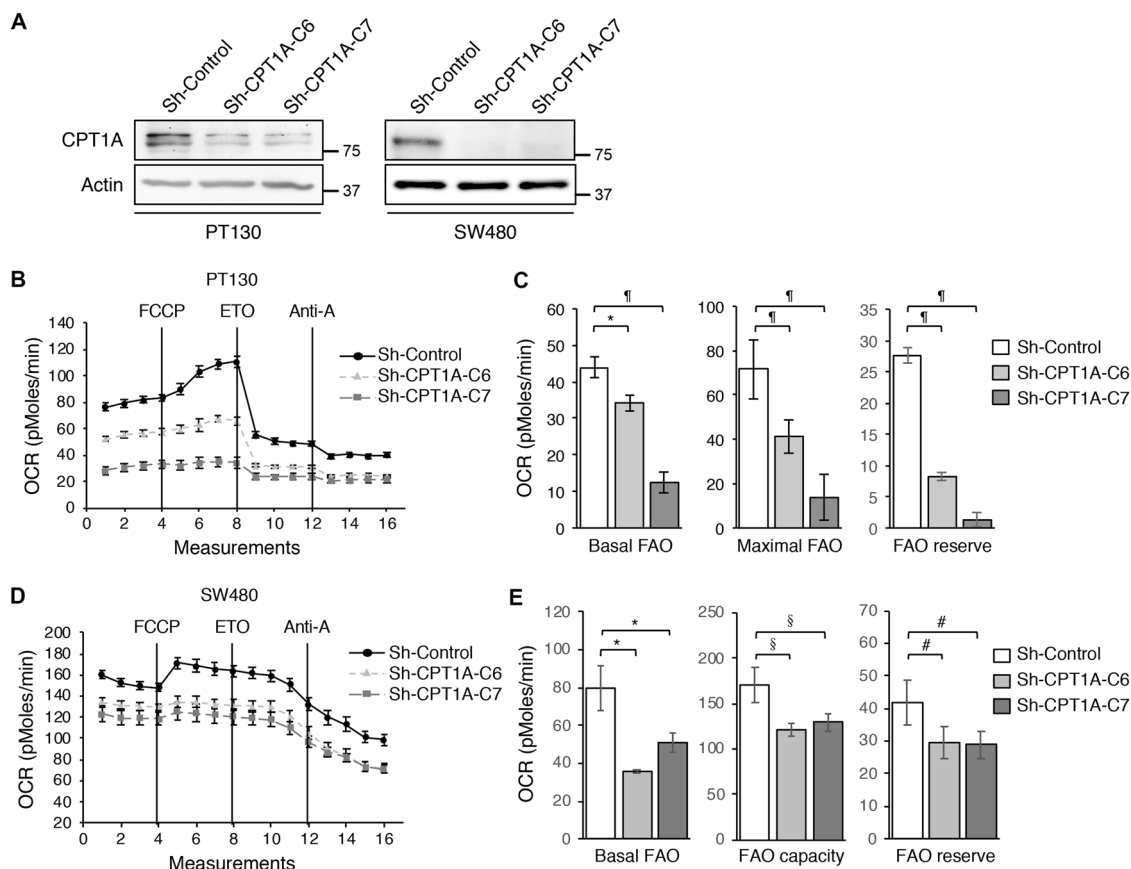 A
Sh-Control
Sh-CPT1A-C6
Sh-CPT1A-C7
Sh-Control
Sh-CPT1A-C6
Sh-CPT1A-C7
CPT1A
75
75
Actin
37
37
PT130
SW480
B
PT130
FCCP
ETO
Anti-A
OCR (pMoles/min)
140
120
100
80
60
40
20
0
0 2 4 6 8 10 12 14 16
Measurements
Sh-Control
Sh-CPT1A-C6
Sh-CPT1A-C7
C
OCR (pMoles/min)
60
50
40
30
20
10
0
¶
*
Basal FAO
100
80
60
40
20
0
¶
¶
Maximal FAO
35
30
25
20
15
10
5
0
¶
¶
FAO reserve
Sh-Control
Sh-CPT1A-C6
Sh-CPT1A-C7
D
SW480
FCCP
ETO
Anti-A
OCR (pMoles/min)
200
180
160
140
120
100
80
60
40
20
0 2 4 6 8 10 12 14 16
Measurements
Sh-Control
Sh-CPT1A-C6
Sh-CPT1A-C7
E
OCR (pMoles/min)
120
100
80
60
40
20
0
*
*
Basal FAO
250
200
150
100
50
0
§
§
FAO capacity
70
60
50
40
30
20
10
0
#
#
FAO reserve
Sh-Control
Sh-CPT1A-C6
Sh-CPT1A-C7